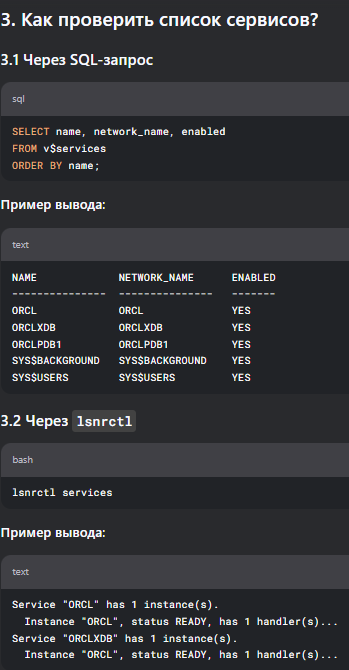 3. Как проверить список сервисов?
3.1 Через SQL-запрос
sql
SELECT name, network_name, enabled
FROM v$services
ORDER BY name;
Пример вывода:
text
NAME            NETWORK_NAME     ENABLED
--------------- --------------- -------
ORCL            ORCL             YES
ORCLXDB         ORCLXDB          YES
ORCLPDB1        ORCLPDB1         YES
SYS$BACKGROUND  SYS$BACKGROUND   YES
SYS$USERS       SYS$USERS        YES
3.2 Через lsnrctl
bash
lsnrctl services
Пример вывода:
text
Service "ORCL" has 1 instance(s).
  Instance "ORCL", status READY, has 1 handler(s)...
Service "ORCLXDB" has 1 instance(s).
  Instance "ORCL", status READY, has 1 handler(s)...